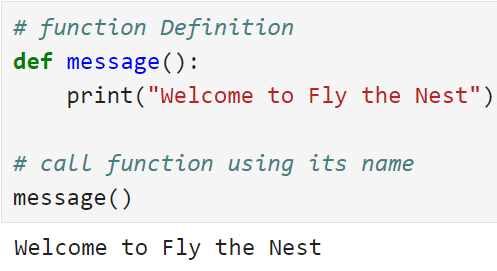 # function Definition
def message():
    print("Welcome to Fly the Nest")
# call function using its name
message()
Welcome to Fly the Nest